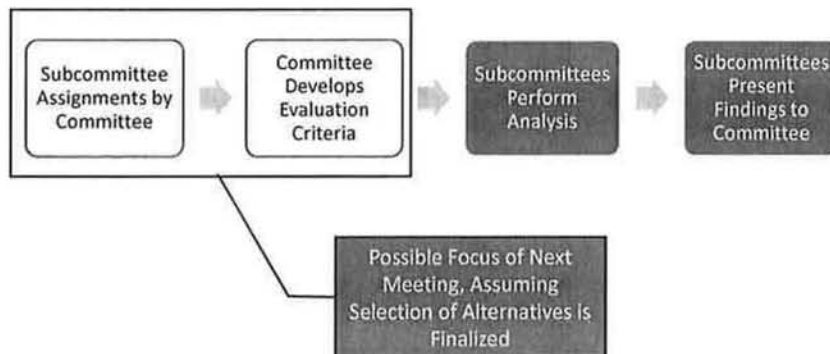 Subcommittee
Assignments by
Committee
Committee
Develops
Evaluation
Criteria
Subcommittees
Perform
Analysis
Subcommittees
Present
Findings to
Committee
Possible Focus of Next
Meeting, Assuming
Selection of Alternatives is
Finalized